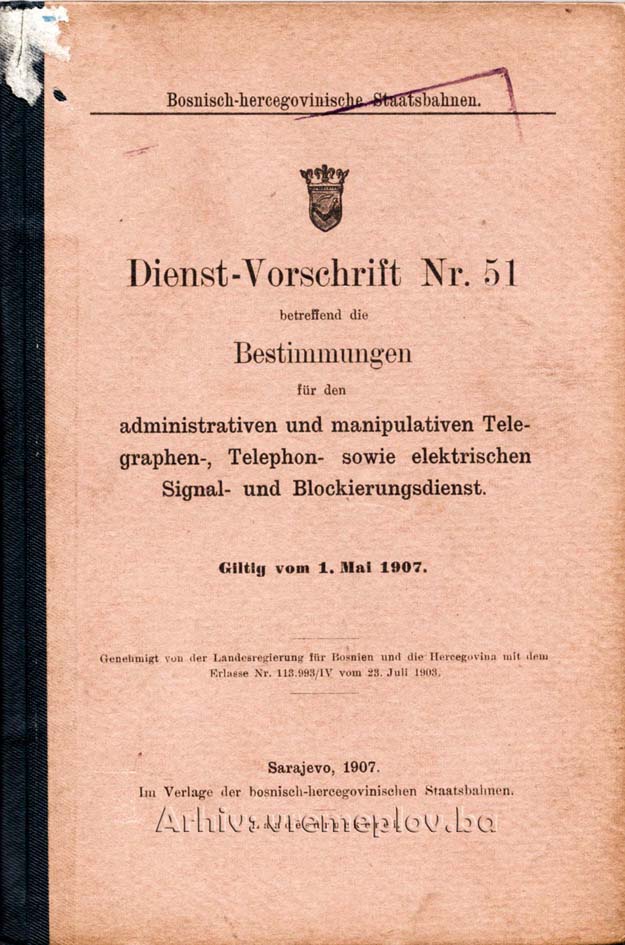 Bosnisch-hercegovinische Staatsbahnen.
Dienst-Vorschrift Nr. 51
betreffend die
Bestimmungen
für den
administrativen und manipulativen Tele-
graphen-, Telephon- sowie elektrischen
Signal- und Blockierungsdienst.
Giltig vom 1. Mai 1907.
Genehmigt von der Landesregierung für Bosnien und die Hercegovina mit dem
Erlasse Nr. 113.993/IV vom 23. Juli 1903.
Sarajevo, 1907.
Im Verlage der bosnisch-hercegovinischen Staatsbahnen.
Arhiv:vremeplov.ba